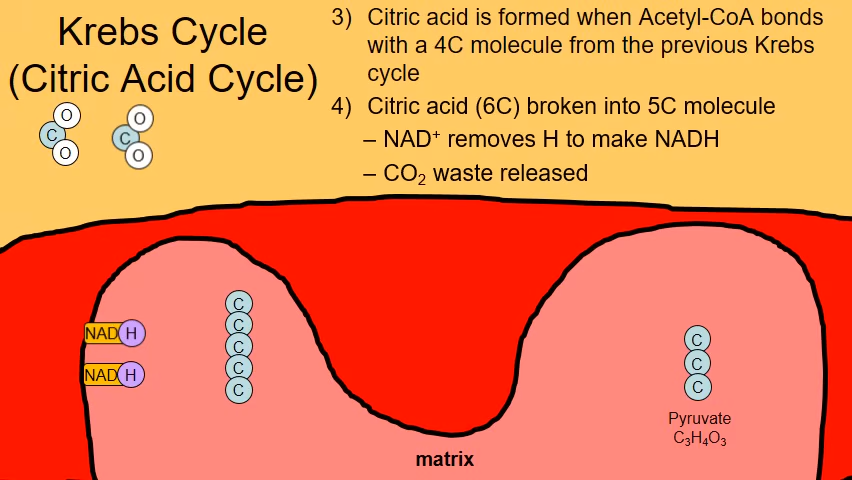 Krebs Cycle
(Citric Acid Cycle)
3) Citric acid is formed when Acetyl-CoA bonds
with a 4C molecule from the previous Krebs
cycle
4) Citric acid (6C) broken into 5C molecule
– NAD⁺ removes H to make NADH
– CO₂ waste released
O
C
O
O
C
O
NAD H
NAD H
C
C
C
C
C
C
C
C
Pyruvate
C₃H₄O₃
matrix